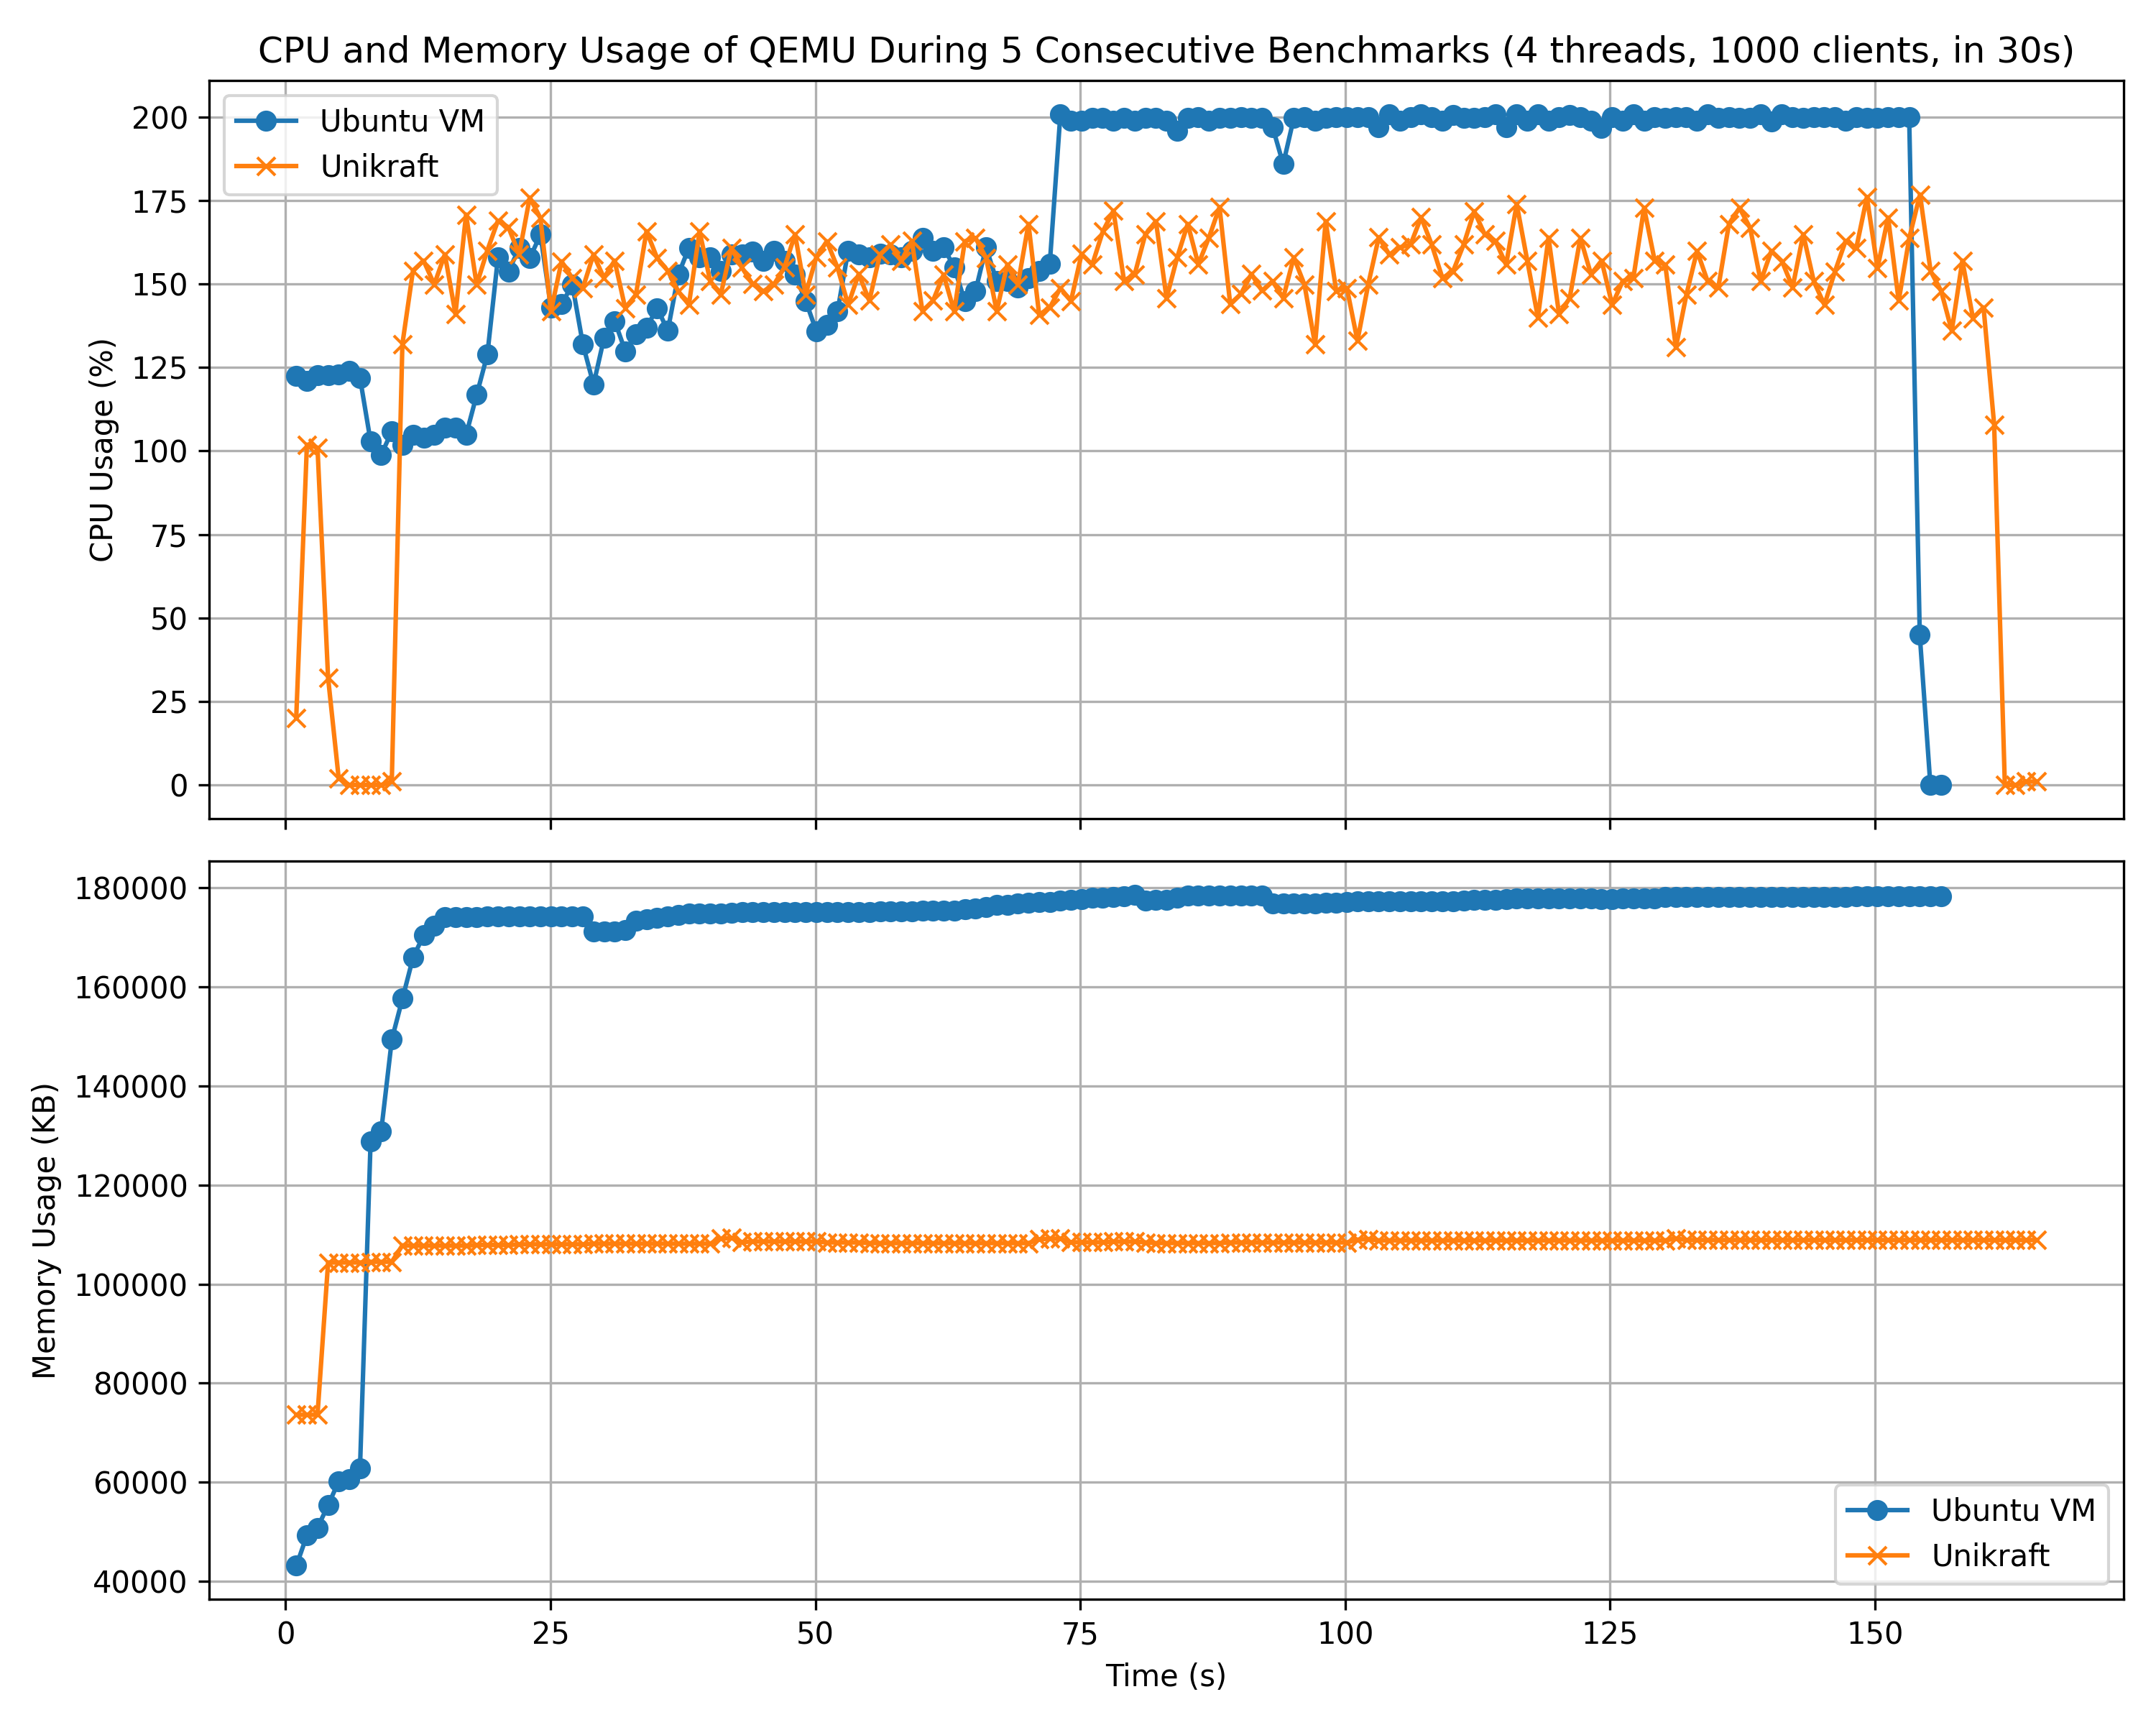 CPU and Memory Usage of QEMU During 5 Consecutive Benchmarks (4 threads, 1000 clients, in 30s)
Ubuntu VM
Unikraft
CPU Usage (%)
200
175
150
125
100
75
50
25
0
Memory Usage (KB)
180000
160000
140000
120000
100000
80000
60000
40000
Ubuntu VM
Unikraft
0 25 50 75 100 125 150
Time (s)